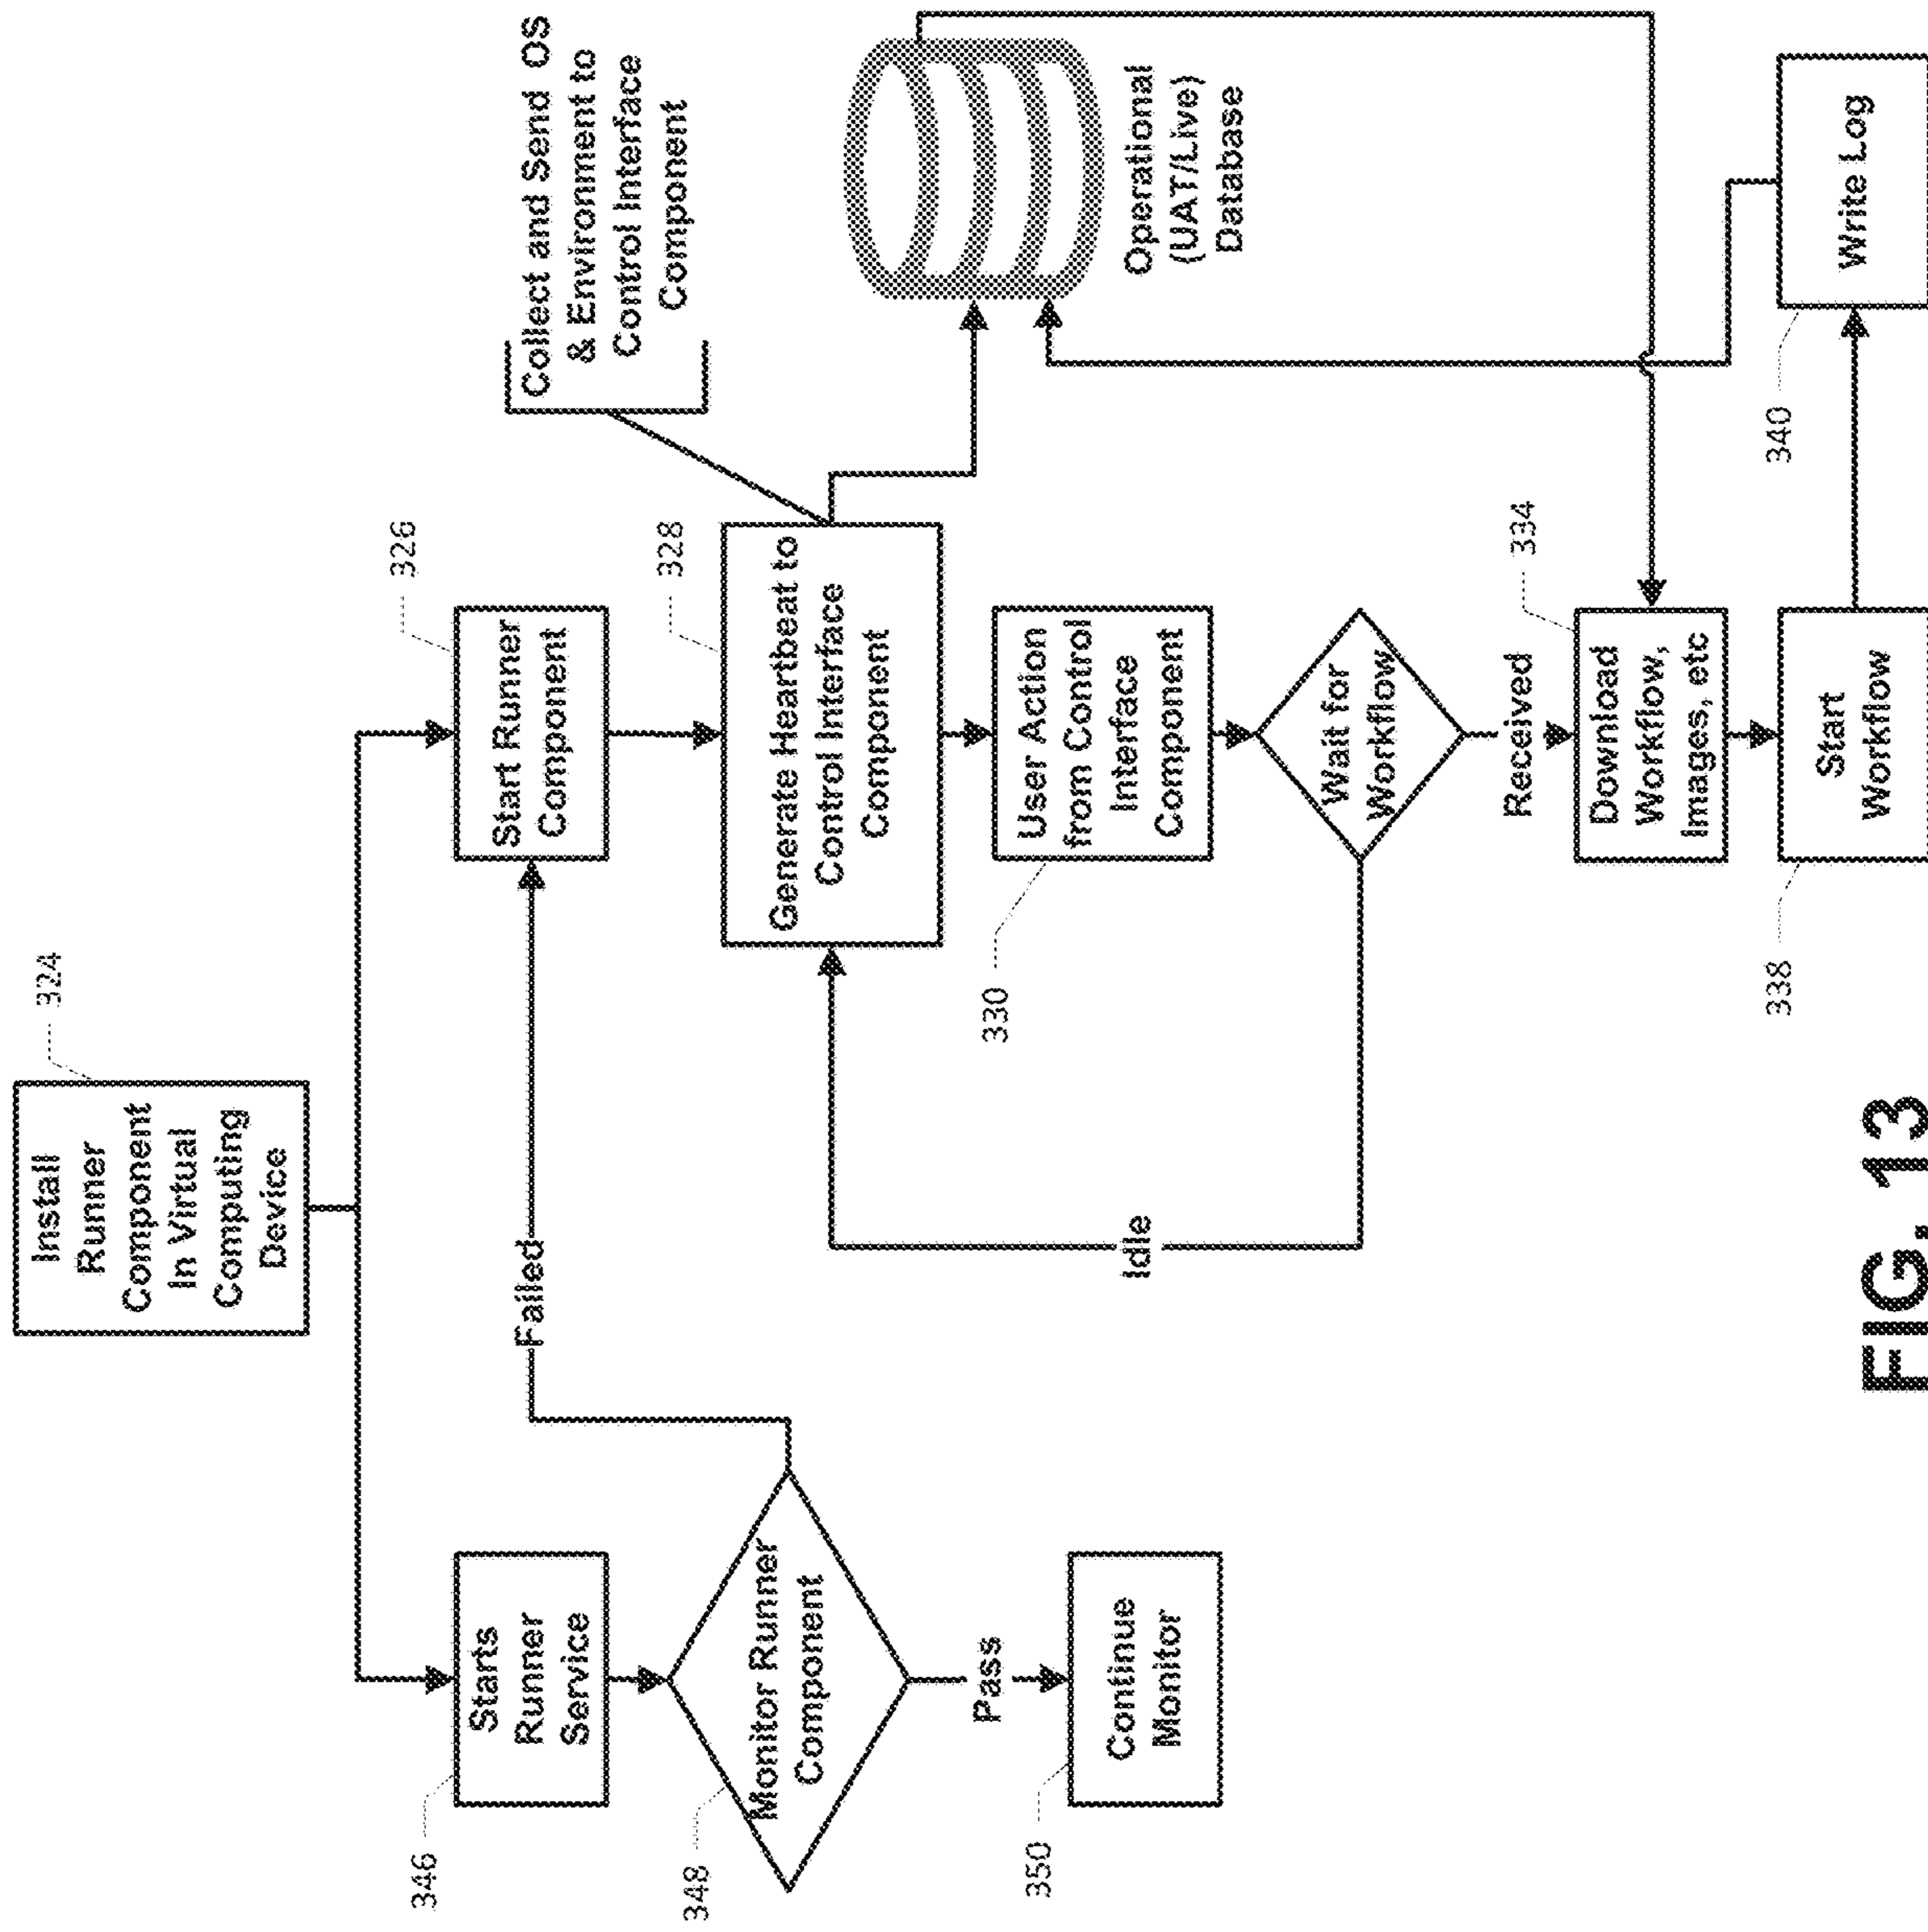 324
Install
Runner
Component
In Virtual
Computing
Device
346
Starts
Runner
Service
348
Monitor Runner
Component
Failed
Pass
350
Continue
Monitor
326
Start Runner
Component
328
Generate Heartbeat to
Control Interface
Component
Collect and Send OS
& Environment to
Control Interface
Component
Operational
(UAT/Live)
Database
330
User Action
from Control
Interface
Component
Wait for
Workflow
Idle
Received
334
Download
Workflow,
Images, etc
338
Start
Workflow
340
Write Log
FIG. 13